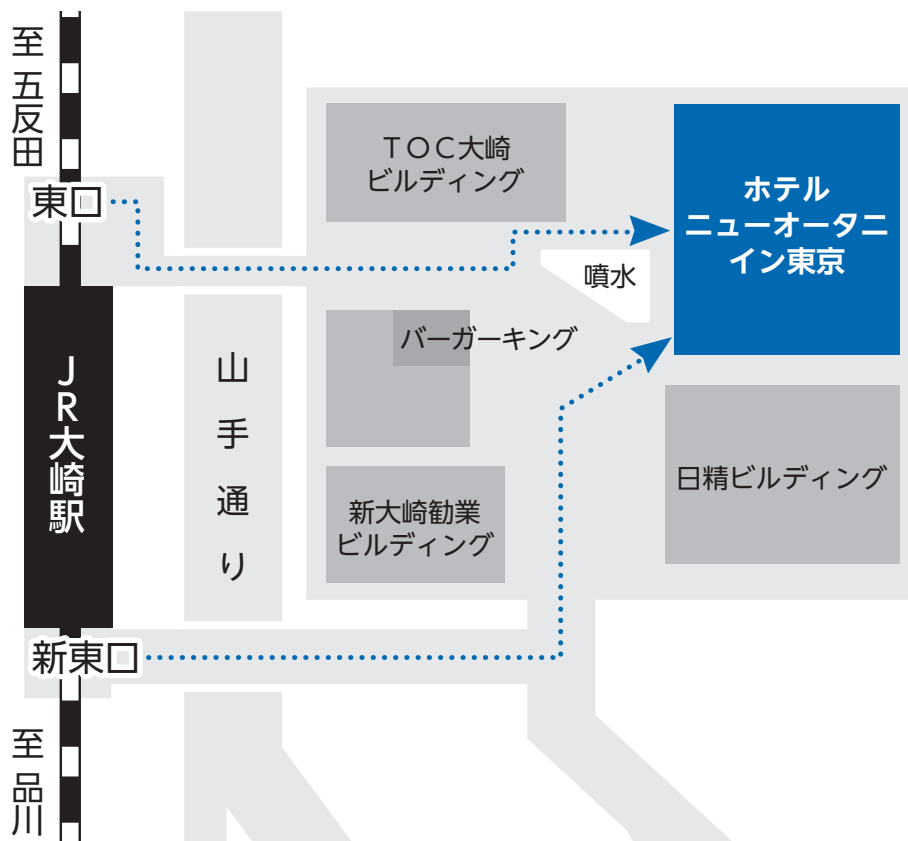 至五反田
東口
JR大崎駅
新東口
至品川
山手通り
ＴＯＣ大崎
ビルディング
ホテル
ニューオータニ
イン東京
噴水
バーガーキング
新大崎勧業
ビルディング
日精ビルディング